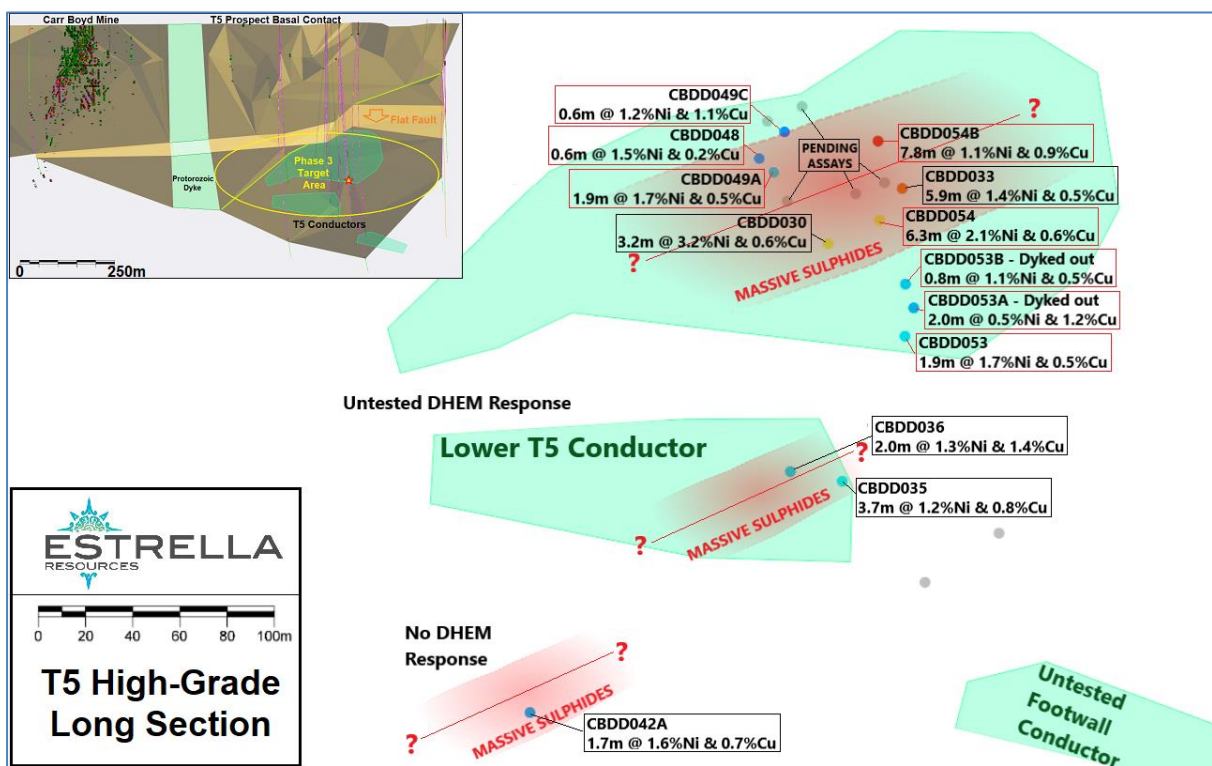 Carr Boyd Mine
T5 Prospect Basal Contact
Flat Fault
Phase 3
Target
Area
Protorozoic
Dyke
T5 Conductors
0 250m
CBDD049C
0.6m @ 1.2%Ni & 1.1%Cu
CBDD048
0.6m @ 1.5%Ni & 0.2%Cu
CBDD049A
1.9m @ 1.7%Ni & 0.5%Cu
CBDD030
3.2m @ 3.2%Ni & 0.6%Cu
PENDING
ASSAYS
?
CBDD054B
7.8m @ 1.1%Ni & 0.9%Cu
CBDD033
5.9m @ 1.4%Ni & 0.5%Cu
CBDD054
6.3m @ 2.1%Ni & 0.6%Cu
?
MASSIVE SULPHIDES
CBDD053B - Dyked out
0.8m @ 1.1%Ni & 0.5%Cu
CBDD053A - Dyked out
2.0m @ 0.5%Ni & 1.2%Cu
CBDD053
1.9m @ 1.7%Ni & 0.5%Cu
Untested DHEM Response
Lower T5 Conductor
CBDD036
2.0m @ 1.3%Ni & 1.4%Cu
?
CBDD035
3.7m @ 1.2%Ni & 0.8%Cu
?
MASSIVE SULPHIDES
ESTRELLA
RESOURCES
0 20 40 60 80 100m
T5 High-Grade
Long Section
No DHEM
Response
?
?
MASSIVE SULPHIDES
CBDD042A
1.7m @ 1.6%Ni & 0.7%Cu
Untested
Footwall
Conductor